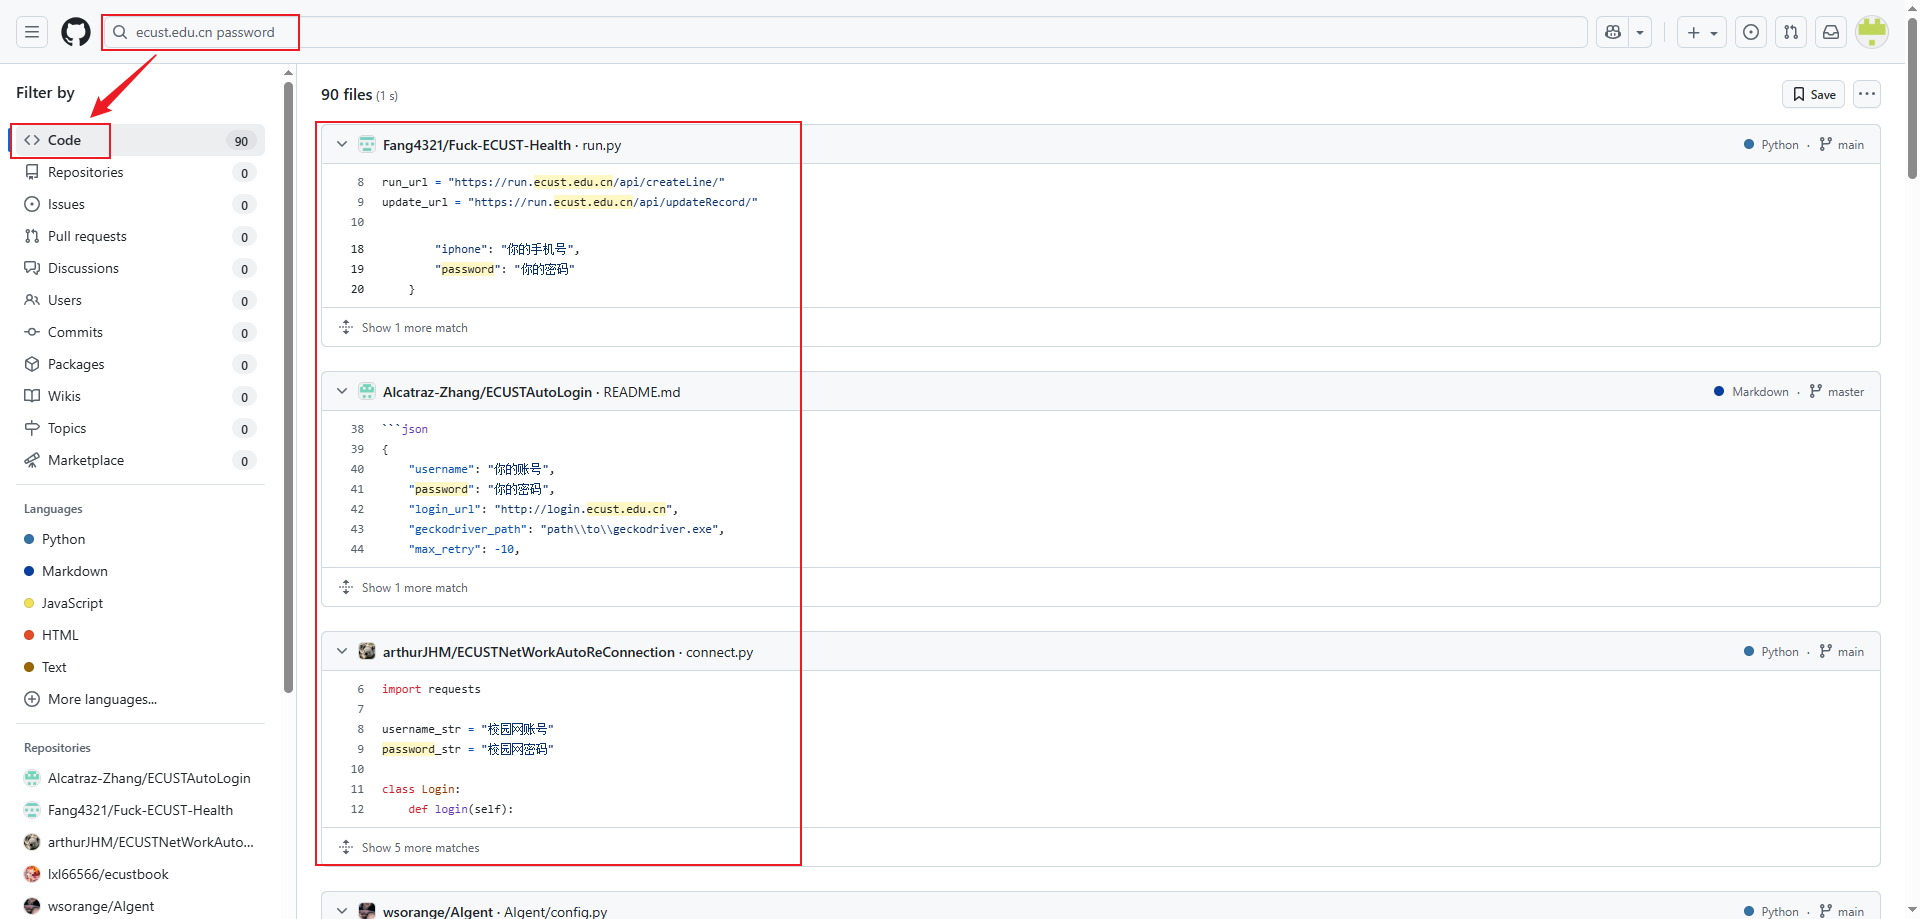 ecust.edu.cn password
Filter by
Code 90
Repositories 0
Issues 0
Pull requests 0
Discussions 0
Users 0
Commits 0
Packages 0
Wikis 0
Topics 0
Marketplace 0
Languages
Python
Markdown
JavaScript
HTML
Text
More languages...
Repositories
Alcatraz-Zhang/ECUSTAutoLogin
Fang4321/Fuck-ECUST-Health
arthurJHM/ECUSTNetWorkAuto...
lxl66566/ecustbook
wsorange/AIgent
90 files (1 s)
Save
Fang4321/Fuck-ECUST-Health · run.py
Python · main
8 run_url = "https://run.ecust.edu.cn/api/createLine/"
9 update_url = "https://run.ecust.edu.cn/api/updateRecord/"
10
18 "iphone": "你的手机号",
19 "password": "你的密码"
20 }
Show 1 more match
Alcatraz-Zhang/ECUSTAutoLogin · README.md
Markdown · master
38 ```json
39 {
40 "username": "你的账号",
41 "password": "你的密码",
42 "login_url": "http://login.ecust.edu.cn",
43 "geckodriver_path": "path\\to\\geckodriver.exe",
44 "max_retry": -10,
Show 1 more match
arthurJHM/ECUSTNetWorkAutoReConnection · connect.py
Python · main
6 import requests
7
8 username_str = "校园网账号"
9 password_str = "校园网密码"
10
11 class Login:
12 def login(self):
Show 5 more matches
wsorange/AIgent · AIgent/config.py
Python · main